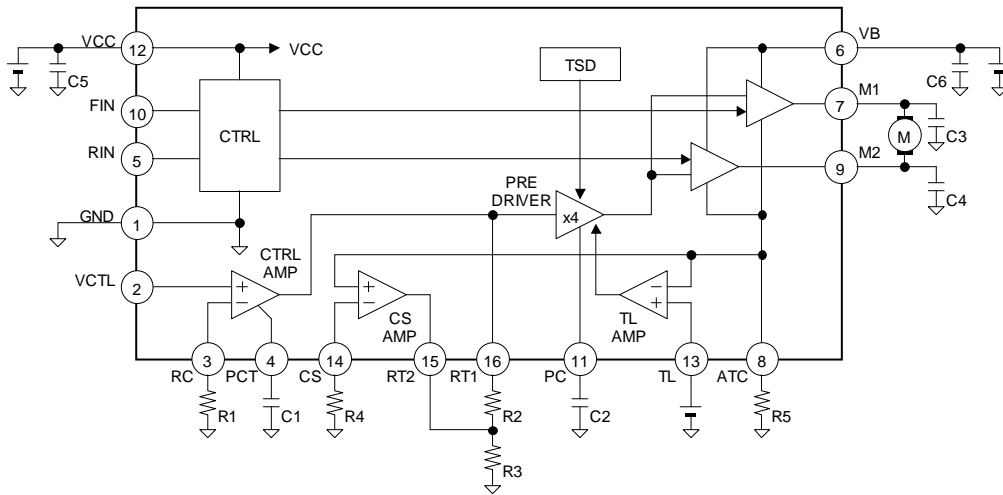 VCC
12
VCC
C5
TSD
VB
6
C6
FIN
10
CTRL
M1
7
C3
M
RIN
5
M2
9
C4
PRE
DRIVER
x4
GND
1
CTRL
AMP
VCTL
2
+
−
+
−
CS
AMP
−
+
TL
AMP
3
4
14
15
16
11
13
8
RC
PCT
CS
RT2
RT1
PC
TL
ATC
R1
C1
R4
R2
C2
R5
R3